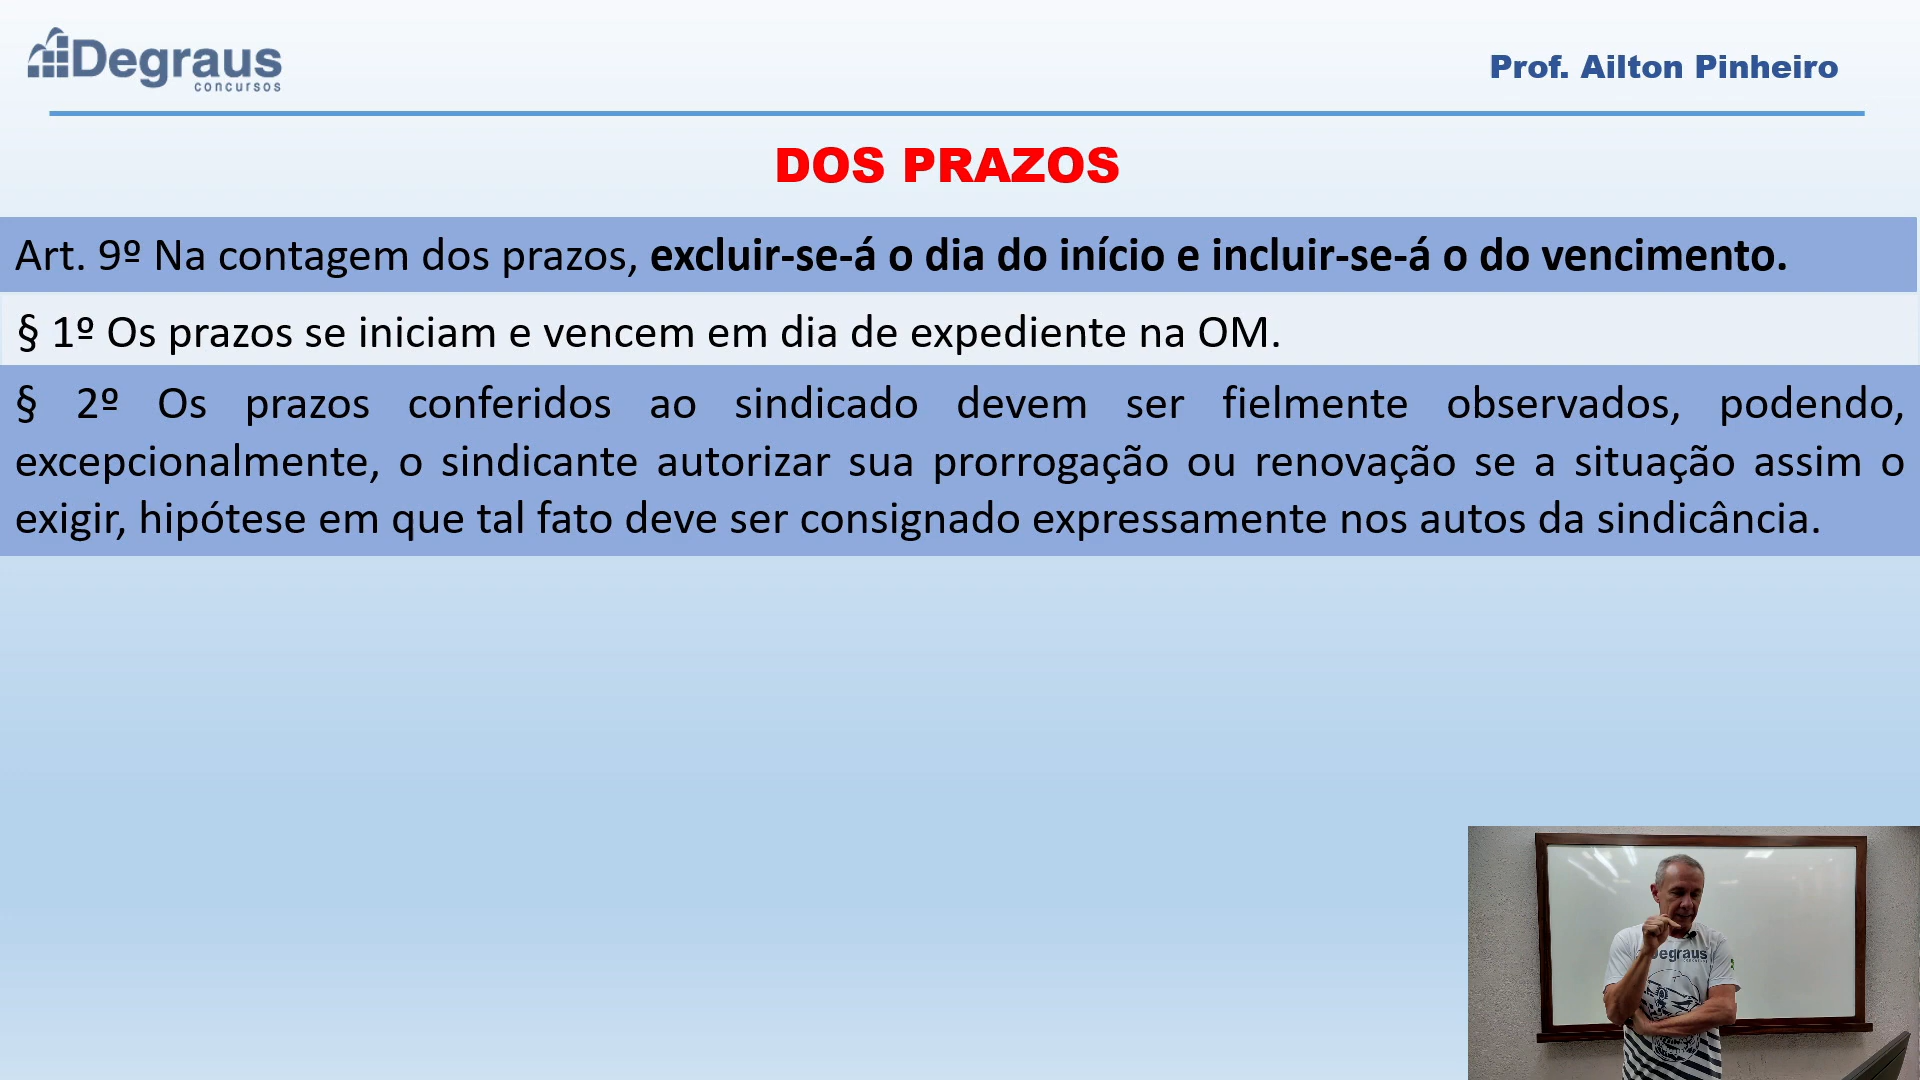 Degraus
concursos
Prof. Ailton Pinheiro
DOS PRAZOS
Art. 9º Na contagem dos prazos, excluir-se-á o dia do início e incluir-se-á o do vencimento.
§ 1º Os prazos se iniciam e vencem em dia de expediente na OM.
§ 2º Os prazos conferidos ao sindicado devem ser fielmente observados, podendo,
excepcionalmente, o sindicante autorizar sua prorrogação ou renovação se a situação assim o
exigir, hipótese em que tal fato deve ser consignado expressamente nos autos da sindicância.
Degraus